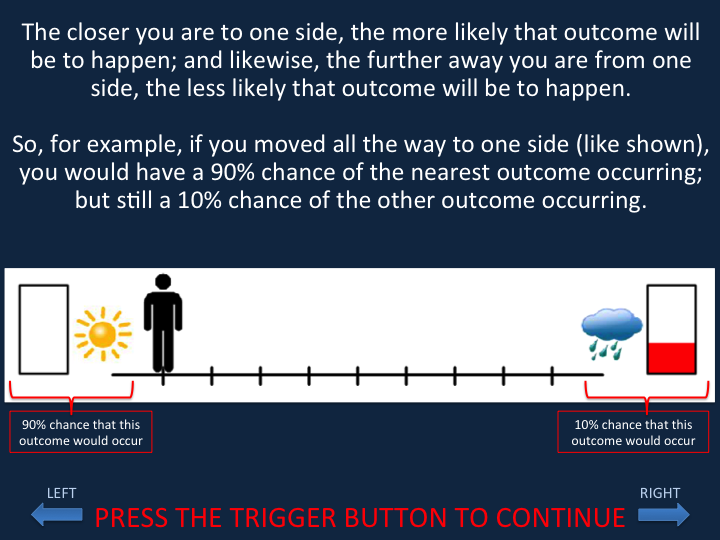 The closer you are to one side, the more likely that outcome will
be to happen; and likewise, the further away you are from one
side, the less likely that outcome will be to happen.
So, for example, if you moved all the way to one side (like shown),
you would have a 90% chance of the nearest outcome occurring;
but still a 10% chance of the other outcome occurring.
90% chance that this
outcome would occur
10% chance that this
outcome would occur
LEFT
RIGHT
PRESS THE TRIGGER BUTTON TO CONTINUE